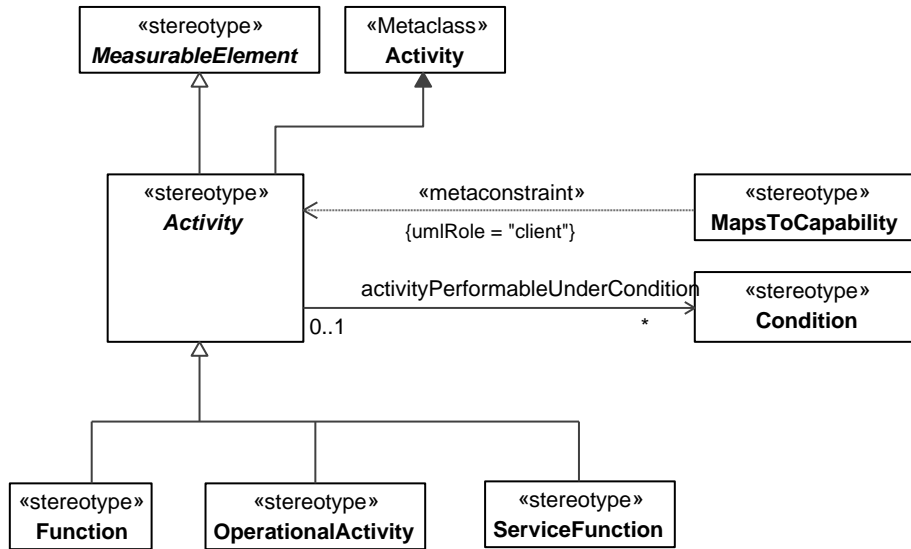 «stereotype»
MeasurableElement
«Metaclass»
Activity
«stereotype»
Activity
«metaconstraint»
{umlRole = "client"}
«stereotype»
MapsToCapability
activityPerformableUnderCondition
0..1
*
«stereotype»
Condition
«stereotype»
Function
«stereotype»
OperationalActivity
«stereotype»
ServiceFunction